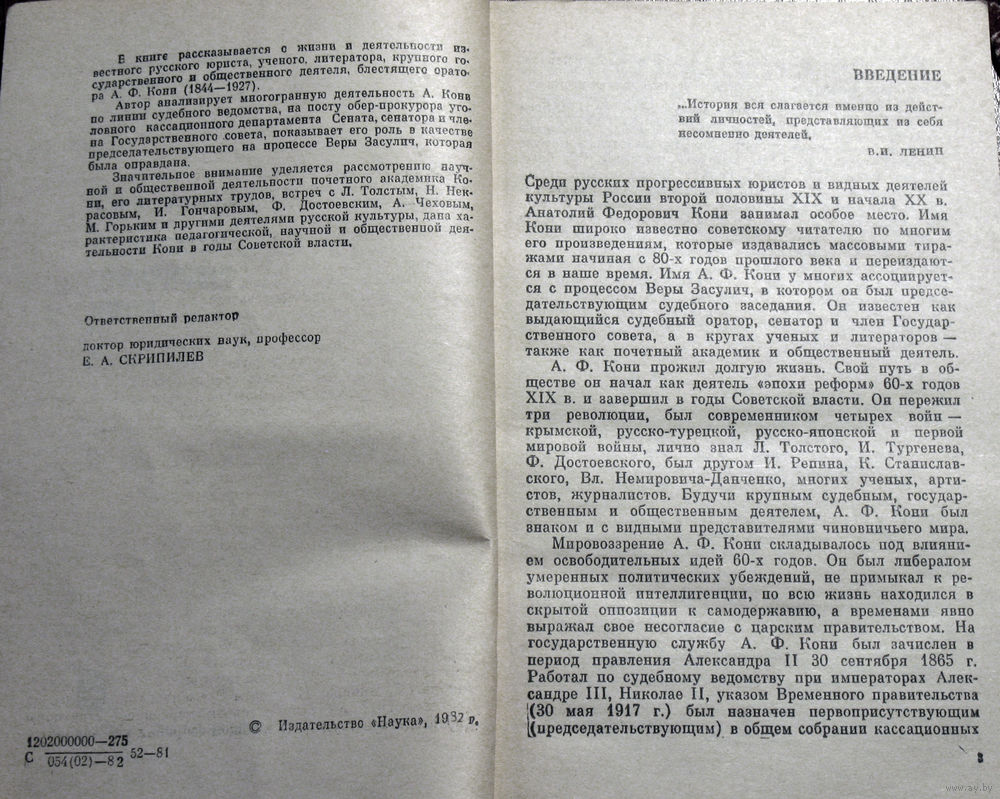 В книге рассказывается о жизни и деятельности из-
вестного русского юриста, ученого, литератора, крупного го-
сударственного и общественного деятеля, блестящего орато-
ра А. Ф. Кони (1844—1927).
Автор анализирует многогранную деятельность А. Кони
по линии судебного ведомства, на посту обер-прокурора уго-
ловного кассационного департамента Сената, сенатора и чле-
на Государственного совета, показывает его роль в качестве
председательствующего на процессе Веры Засулич, которая
была оправдана.
Значительное внимание уделяется рассмотрению науч-
ной и общественной деятельности почетного академика Ко-
ни, его литературных трудов, встреч с Л. Толстым, Н. Нек-
расовым, И. Гончаровым, Ф. Достоевским, А. Чеховым,
М. Горьким и другими деятелями русской культуры, дана ха-
рактеристика педагогической, научной и общественной дея-
тельности Кони в годы Советской власти.
Ответственный редактор
доктор юридических наук, профессор
Е. А. СКРИПИЛЕВ
© Издательство «Наука», 1982 г.
1202000000—275
С 054(02)—82 52—81
ВВЕДЕНИЕ
...История вся слагается именно из дейст-
вий личностей, представляющих из себя
несомненно деятелей.
В.И. ЛЕНИН
Среди русских прогрессивных юристов и видных деятелей
культуры России второй половины XIX и начала XX в.
Анатолий Федорович Кони занимал особое место. Имя
Кони широко известно советскому читателю по многим
его произведениям, которые издавались массовыми тира-
жами начиная с 80-х годов прошлого века и переиздают-
ся в наше время. Имя А. Ф. Кони у многих ассоциирует-
ся с процессом Веры Засулич, в котором он был предсе-
дательствующим судебного заседания. Он известен как
выдающийся судебный оратор, сенатор и член Государ-
ственного совета, а в кругах ученых и литераторов —
также как почетный академик и общественный деятель.
А. Ф. Кони прожил долгую жизнь. Свой путь в об-
ществе он начал как деятель «эпохи реформ» 60-х годов
XIX в. и завершил в годы Советской власти. Он пережил
три революции, был современником четырех войн —
крымской, русско-турецкой, русско-японской и первой
мировой войны, лично знал Л. Толстого, И. Тургенева,
Ф. Достоевского, был другом И. Репина, К. Станислав-
ского, Вл. Немировича-Данченко, многих ученых, арти-
стов, журналистов. Будучи крупным судебным, государ-
ственным и общественным деятелем, А. Ф. Кони был
знаком и с видными представителями чиновничьего мира.
Мировоззрение А. Ф. Кони складывалось под влияни-
ем освободительных идей 60-х годов. Он был либералом
умеренных политических убеждений, не примыкал к ре-
волюционной интеллигенции, но всю жизнь находился в
скрытой оппозиции к самодержавию, а временами явно
выражал свое несогласие с царским правительством. На
государственную службу А. Ф. Кони был зачислен в
период правления Александра II 30 сентября 1865 г.
Работал по судебному ведомству при императорах Алек-
сандре III, Николае II, указом Временного правительства
(30 мая 1917 г.) был назначен первоприсутствующим
(председательствующим) в общем собрании кассационных
3
www.ay.by